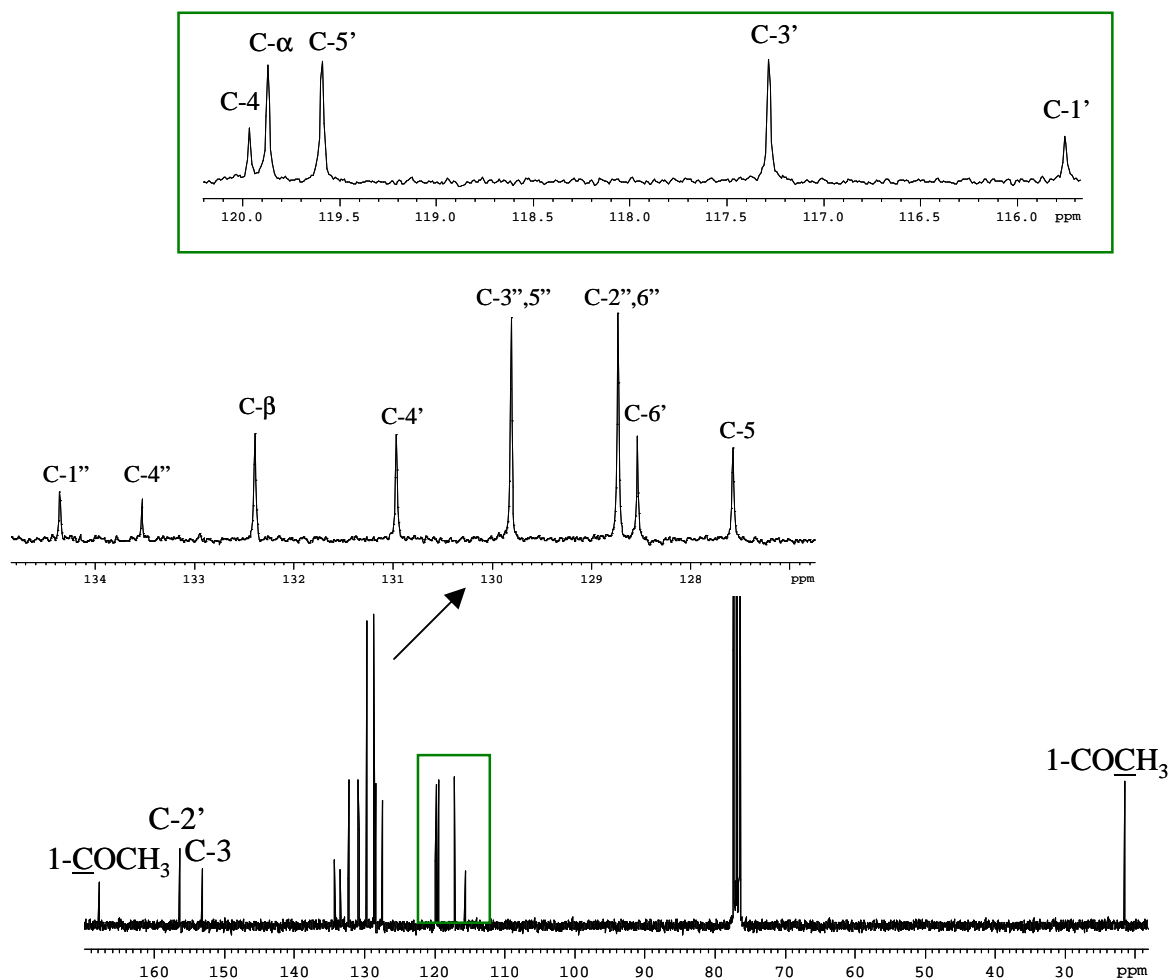 C-α C-5’ C-3’
C-4 C-1’
120.0 119.5 119.0 118.5 118.0 117.5 117.0 116.5 116.0 ppm
C-3”,5” C-2”,6”
C-β C-4’ C-6’ C-5
C-1” C-4”
134 133 132 131 130 129 128 ppm
1-COCH3
C-2’
1-COCH3 C-3
160 150 140 130 120 110 100 90 80 70 60 50 40 30 ppm